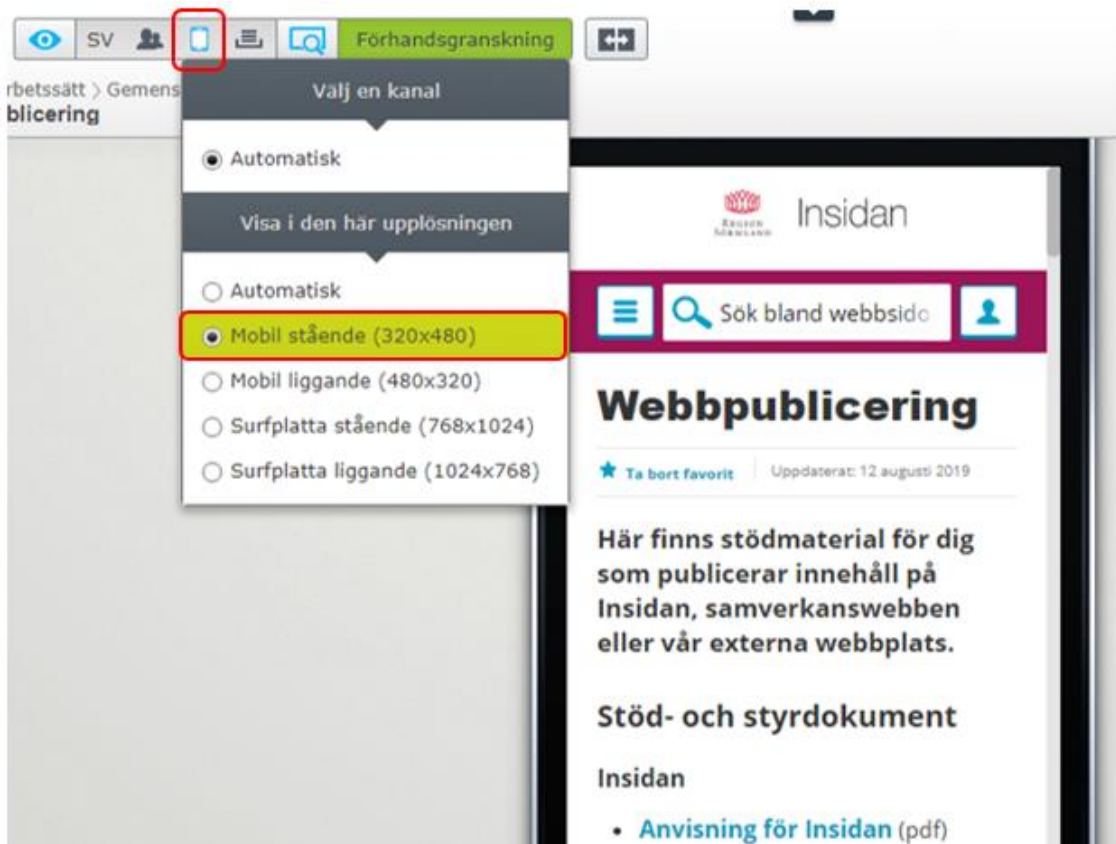 SV
Förhandsgranskning
rbetssätt > Gemens
blicering
Välj en kanal
Automatisk
Visa i den här upplösningen
Automatisk
Mobil stående (320x480)
Mobil liggande (480x320)
Surfplatta stående (768x1024)
Surfplatta liggande (1024x768)
REGION
SÖRMLAND
Insidan
Sök bland webbsido
Webbpublicering
Ta bort favorit
Uppdaterat: 12 augusti 2019
Här finns stödmaterial för dig
som publicerar innehåll på
Insidan, samverkanswebben
eller vår externa webbplats.
Stöd- och styrdokument
Insidan
• Anvisning för Insidan (pdf)